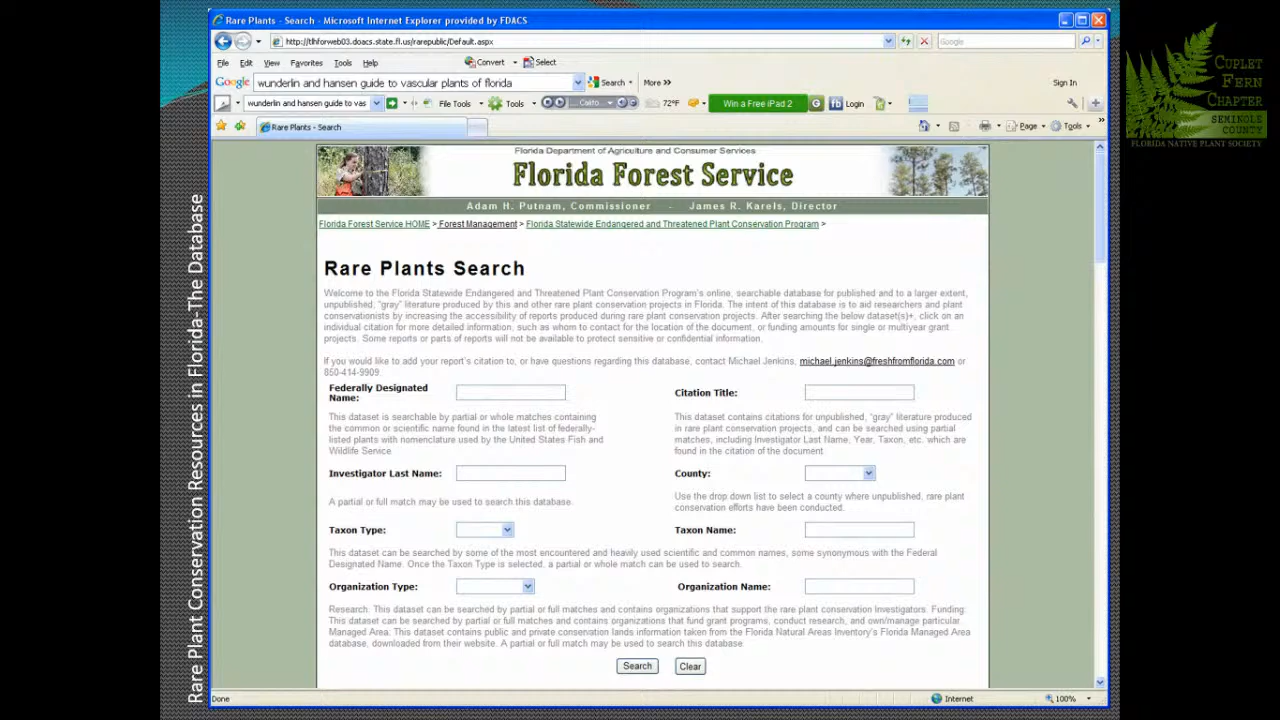 Rare Plants - Search - Microsoft Internet Explorer provided by FDACS
http://tlhforweb03.doacs.state.fl.us/rarepublic/Default.aspx
Google
File Edit View Favorites Tools Help
Convert Select
Google wunderlin and hansen guide to vascular plants of florida Search More >> Sign In
wunderlin and hansen guide to vas File Tools Tools 72°F Win a Free iPad 2 Login
Rare Plants - Search Page Tools
Florida Department of Agriculture and Consumer Services
Florida Forest Service
Adam H. Putnam, Commissioner - James R. Karels, Director
Florida Forest Service HOME > Forest Management > Florida Statewide Endangered and Threatened Plant Conservation Program >
Rare Plants Search
Welcome to the Florida Statewide Endangered and Threatened Plant Conservation Program's online, searchable database for published and to a larger extent,
unpublished, "gray" literature produced by this and other rare plant conservation projects in Florida. The intent of this database is to aid researchers and plant
conservationists by increasing the accessibility of reports produced during rare plant conservation projects. After searching the below dataset(s)+, click on an
individual citation for more detailed information, such as whom to contact for the location of the document, or funding amounts for single or multiyear grant
projects. Some reports or parts of reports will not be available to protect sensitive or confidential information.
If you would like to add your report's citation to, or have questions regarding this database, contact Michael Jenkins, michael.jenkins@freshfromflorida.com or
850-414-9909.
Federally Designated
Name:
Citation Title:
This dataset is searchable by partial or whole matches containing
the common or scientific name found in the latest list of federally-
listed plants with nomenclature used by the United States Fish and
Wildlife Service.
This dataset contains citations for unpublished, "gray" literature produced
in rare plant conservation projects, and can be searched using partial
matches, including Investigator Last Name, Year, Taxon, etc. which are
found in the citation of the document.
Investigator Last Name:
County:
A partial or full match may be used to search this database.
Use the drop down list to select a county where unpublished, rare plant
conservation efforts have been conducted.
Taxon Type:
Taxon Name:
This dataset can be searched by some of the most encountered and heavily used scientific and common names, some synonymous with the Federal
Designated Name. Once the Taxon Type is selected, a partial or whole match can be used to search.
Organization Type:
Organization Name:
Research: This dataset can be searched by partial or full matches and contains organizations that support the rare plant conservation Investigators. Funding:
This dataset can be searched by partial or full matches and contains organizations that fund grant programs, conduct research, and own/manage particular
Managed Area: This dataset contains public and private conservation lands information taken from the Florida Natural Areas Inventory's Florida Managed Area
database, downloaded from their website. A partial or full match may be used to search this database.
Search Clear
Done Internet 100%
Rare Plant Conservation Resources in Florida-The Database
CUPLET
FERN
CHAPTER
SEMINOLE
COUNTY
FLORIDA NATIVE PLANT SOCIETY